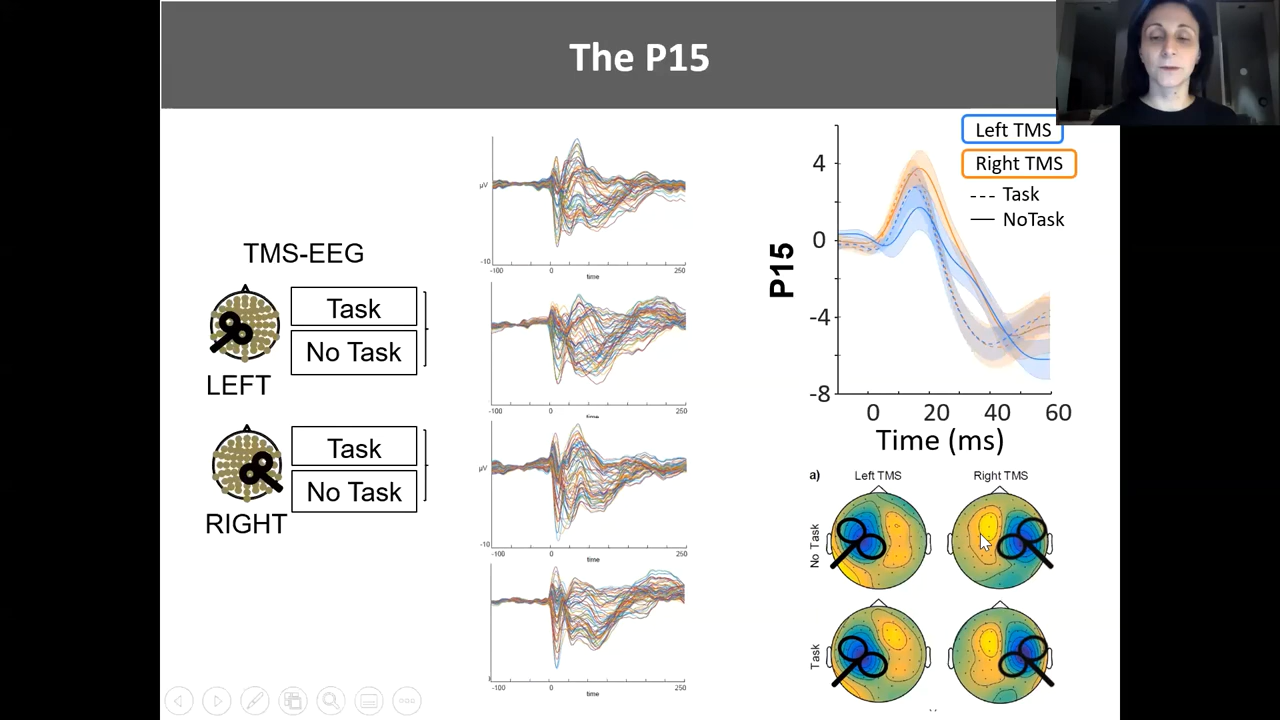 The P15
TMS-EEG
Task
No Task
LEFT
Task
No Task
RIGHT
μV
-10
-100
0
time
250
-100
0
time
250
μV
-10
-100
0
time
250
-100
0
time
250
Left TMS
Right TMS
Task
NoTask
P15
4
0
-4
-8
0
20
40
60
Time (ms)
a)
Left TMS
Right TMS
No Task
Task